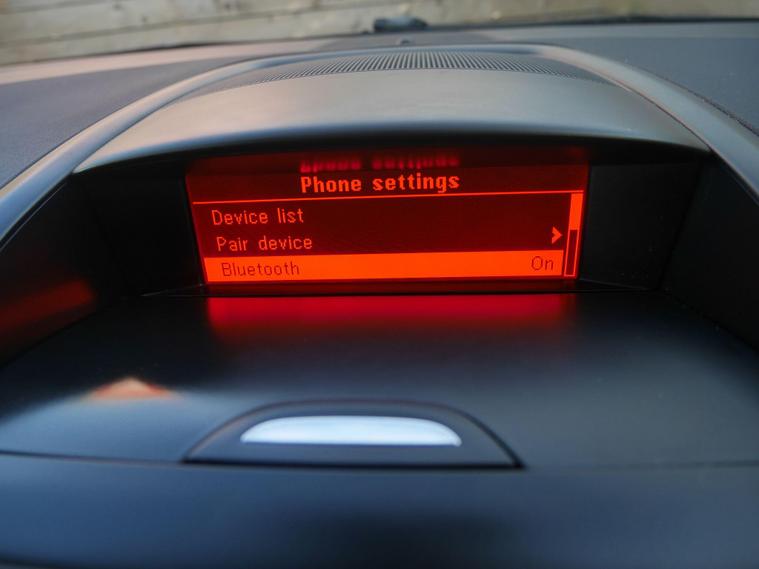 Phone settings
Device list
Pair device
Bluetooth On